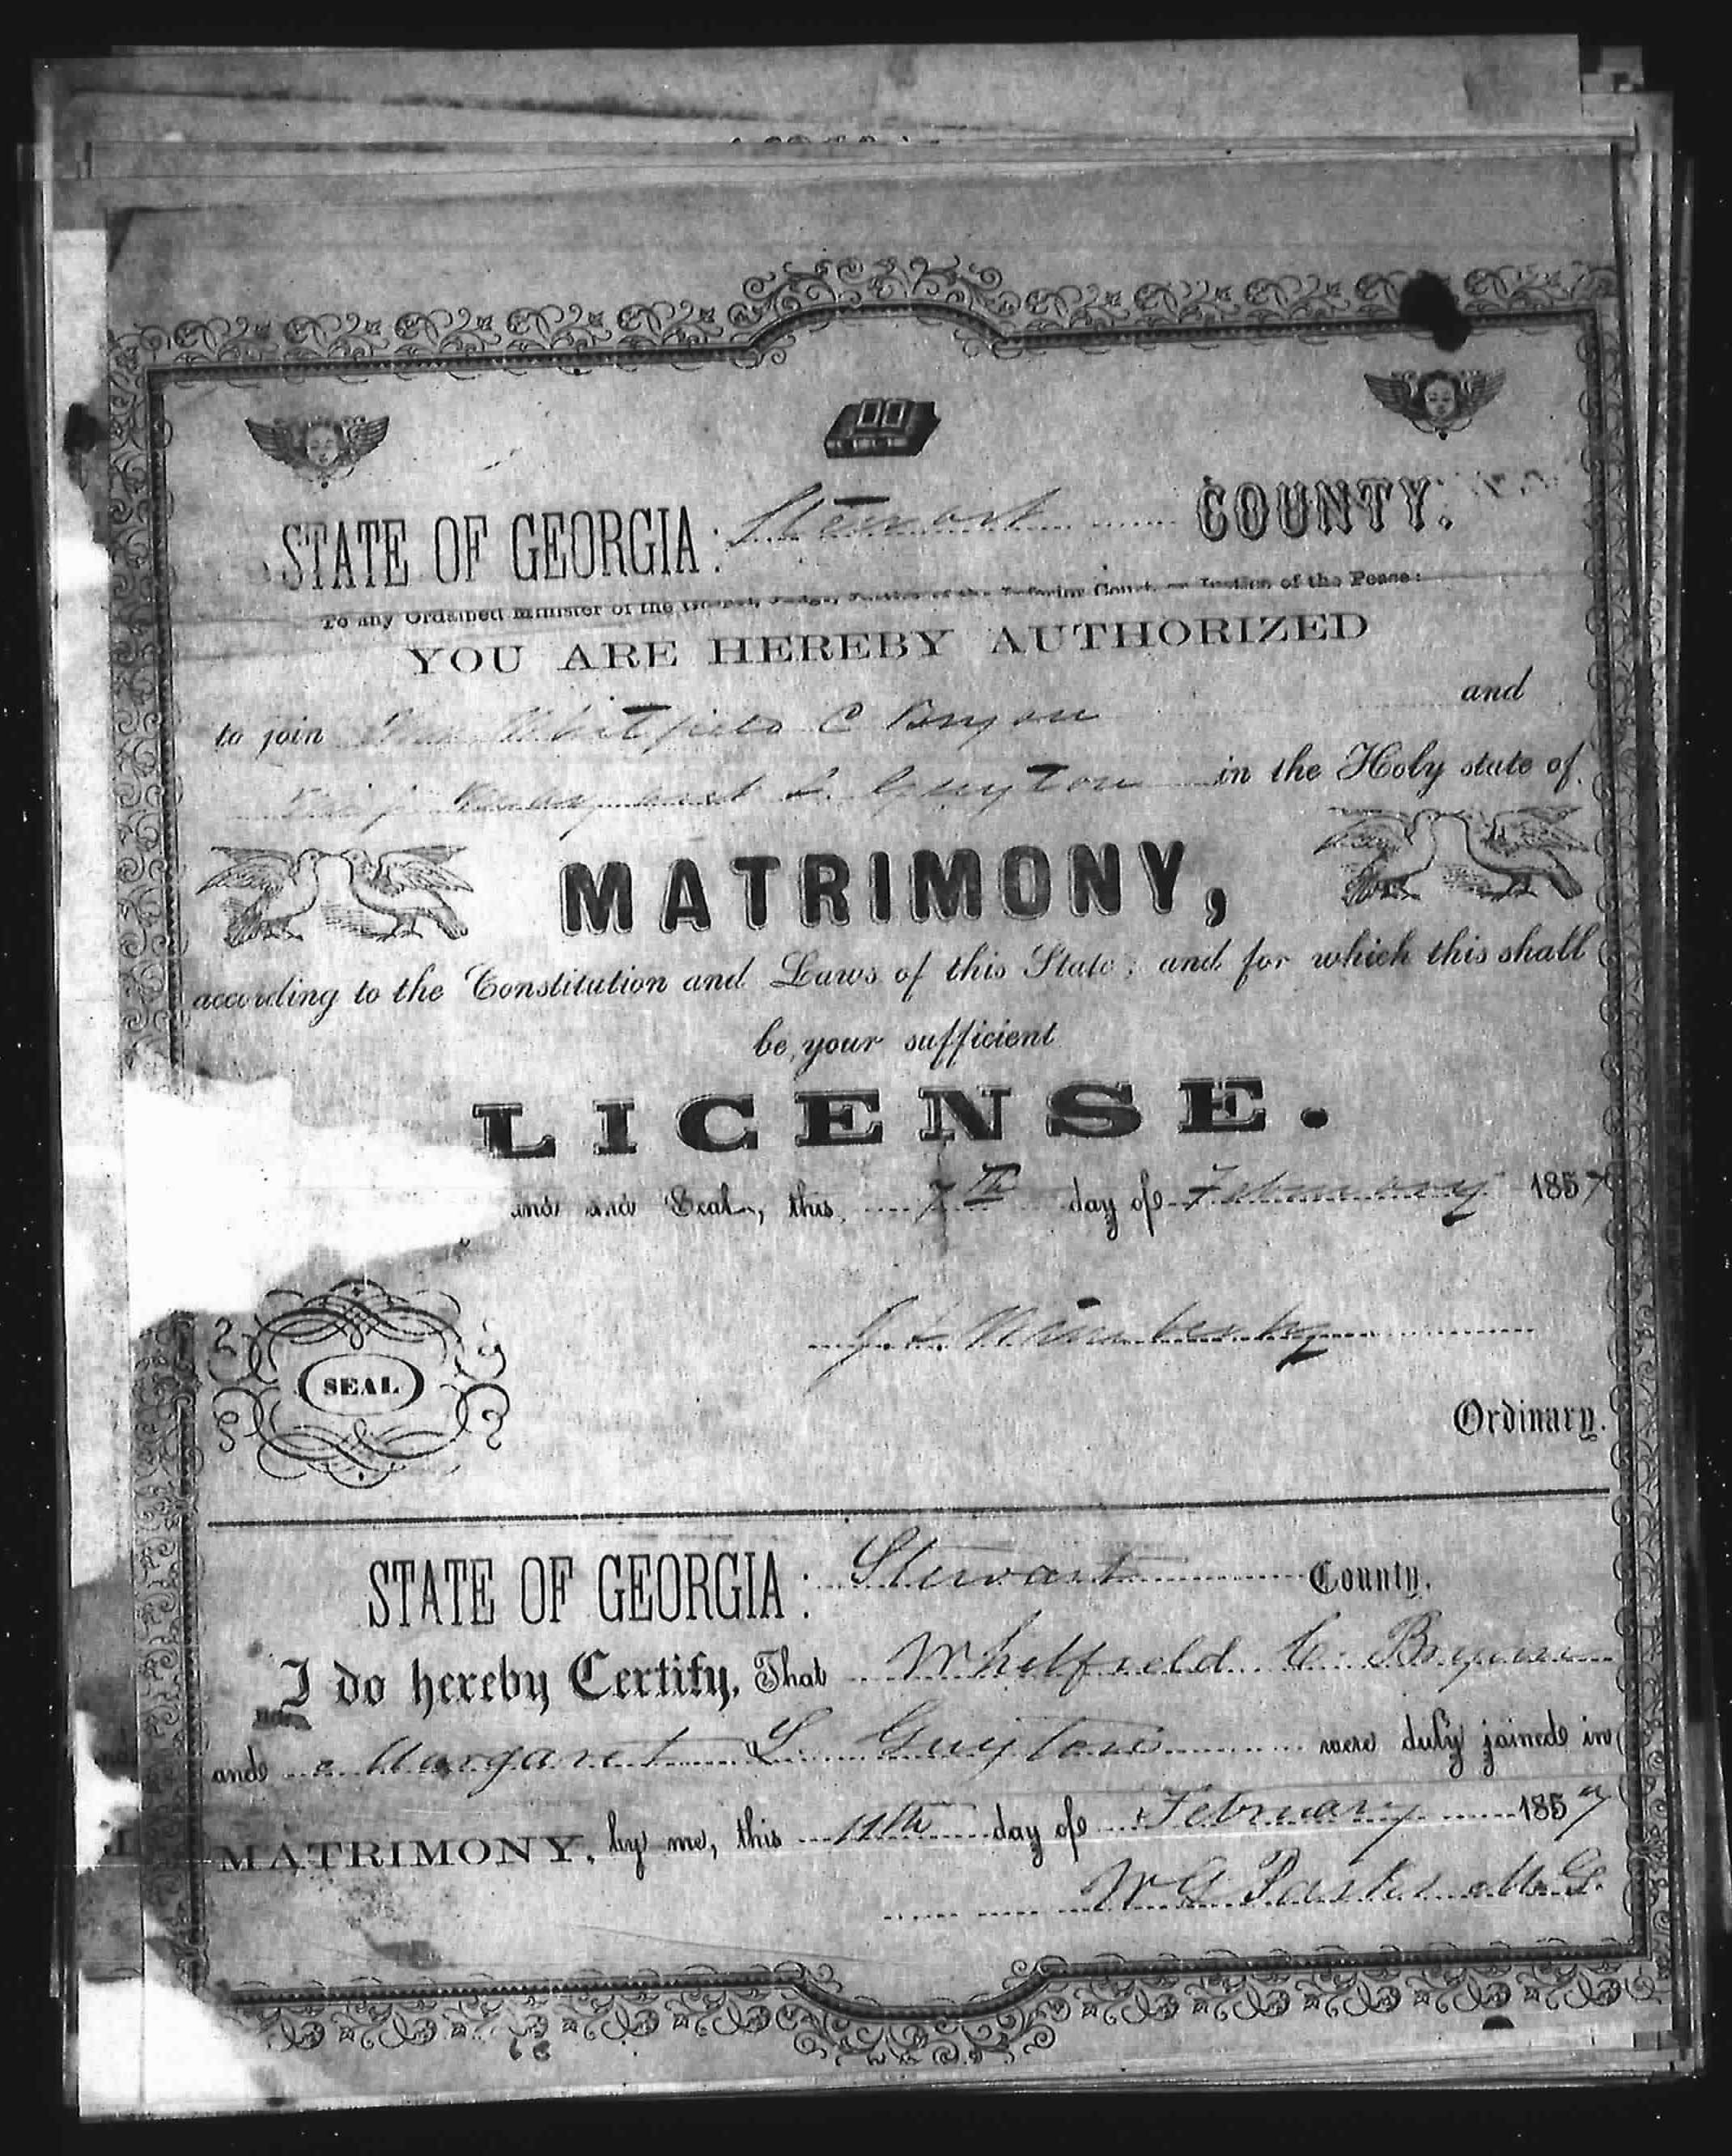 STATE OF GEORGIA: Stewart COUNTY.
To any Ordained Minister of the Gospel, Judge, Justice of the Inferior Court, or Justice of the Peace:
YOU ARE HEREBY AUTHORIZED
to join Whitfield C Bryan and
Margaret L. Guyton in the Holy state of
MATRIMONY,
according to the Constitution and Laws of this State; and for which this shall
be your sufficient
LICENSE.
and Seal, this 7th day of February 1857
J. L. Wimberly
SEAL
Ordinary.
STATE OF GEORGIA: Stewart County.
I do hereby Certify, That Whitfield C. Bryan
and Margaret L Guyton were duly joined in
MATRIMONY, by me, this 11th day of February 1857
W G Parks M. G.